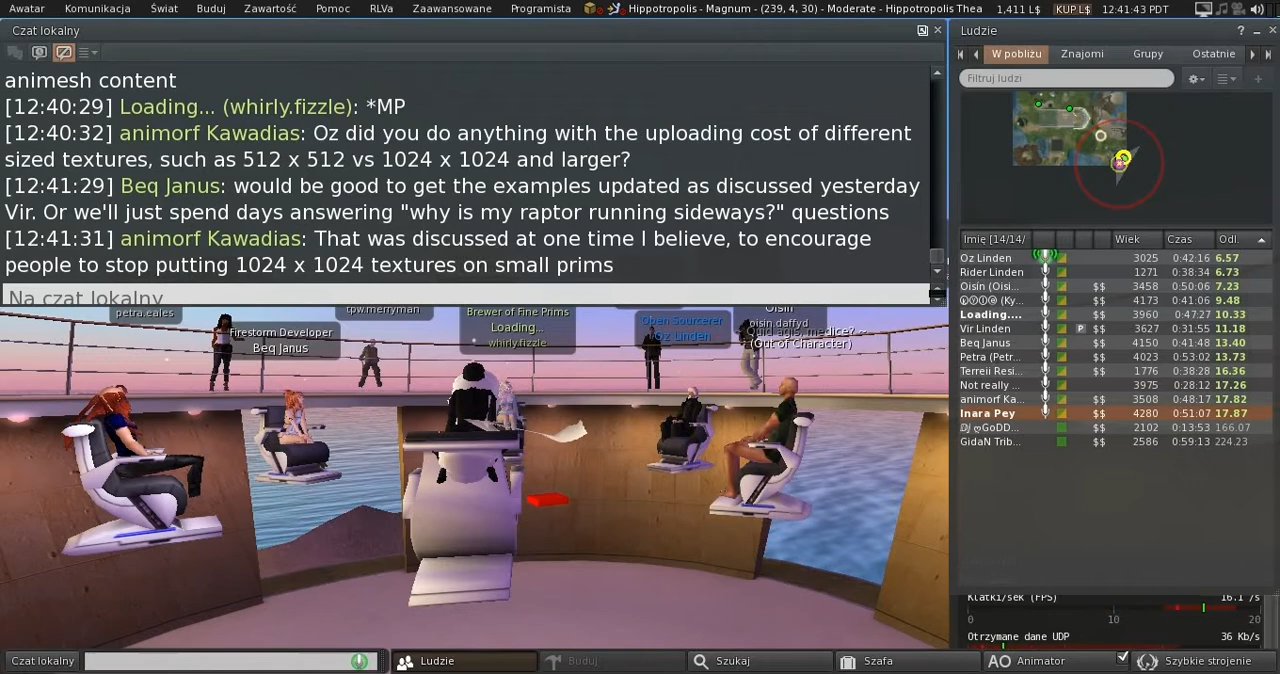 Awatar Komunikacja Świat Buduj Zawartość Pomoc RLVa Zaawansowane Programista Hippotropolis - Magnum - (239, 4, 30) - Moderate - Hippotropolis Thea 1,411 L$ KUP L$ 12:41:43 PDT
Czat lokalny
animesh content
[12:40:29] Loading... (whirly.fizzle): *MP
[12:40:32] animorf Kawadias: Oz did you do anything with the uploading cost of different
sized textures, such as 512 x 512 vs 1024 x 1024 and larger?
[12:41:29] Beq Janus: would be good to get the examples updated as discussed yesterday
Vir. Or we'll just spend days answering "why is my raptor running sideways?" questions
[12:41:31] animorf Kawadias: That was discussed at one time I believe, to encourage
people to stop putting 1024 x 1024 textures on small prims
Na czat lokalny
petra.eales
Firestorm Developer
Beq Janus
tpw.merryman
Brewer of Fine Prims
Loading...
whirly.fizzle
Open Sourcerer
Oz Linden
Oisin
oisin daffyd
(Out of Character)
Ludzie ?
W pobliżu Znajomi Grupy Ostatnie
Filtruj ludzi
Imię [14/14/ Wiek Czas Odl.
Oz Linden 3025 0:42:16 6.57
Rider Linden 1271 0:38:34 6.73
Oisín (Oisi... $$ 3458 0:50:06 7.23
(Ky... $$ 4173 0:41:06 9.48
Loading.... $$ 3960 0:47:27 10.33
Vir Linden P $$ 3627 0:31:55 11.18
Beq Janus $$ 4150 0:41:48 13.40
Petra (Petr... $$ 4023 0:53:02 13.73
Terreii Resi... $$ 1776 0:38:28 16.36
Not really ... 3975 0:28:12 17.26
animorf Ka... $$ 3508 0:48:17 17.82
Inara Pey $$ 4280 0:51:07 17.87
$$ 2102 0:13:53 166.07
GidaN Trib... $$ 2586 0:59:13 224.23
Klatki/sek (FPS) 16.1 /s
0 10 20
Otrzymane dane UDP 36 Kb/s
Czat lokalny Ludzie Buduj Szukaj Szafa AO Animator Szybkie strojenie